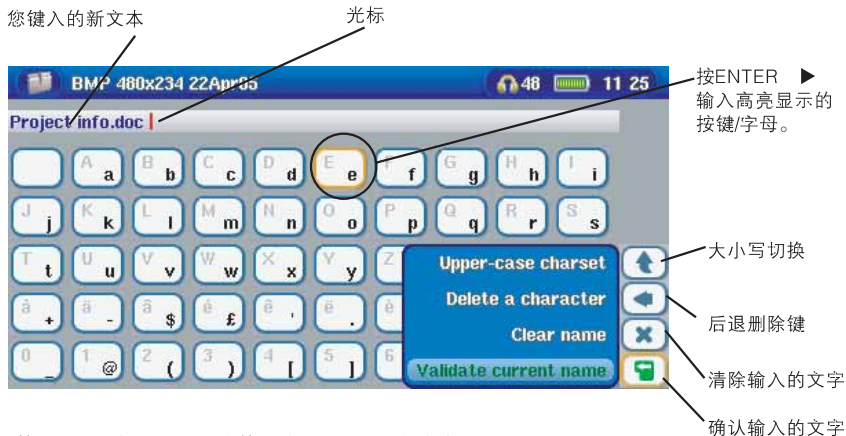 您键入的新文本
光标
BMP 480x234 22Apr05
48
11 25
Project info.doc
按ENTER ▶
输入高亮显示的
按键/字母。
A a B b C c D d E e F f G g H h I i
J j K k L l M m N n O o P p Q q R r S s
T t U u V v W w X x Y y Z
à + ä - â $ é £ ê ' ë . è
0 _ 1 @ 2 ( 3 ) 4 [ 5 ] 6
Upper-case charset
Delete a character
Clear name
Validate current name
大小写切换
后退删除键
清除输入的文字
确认输入的文字